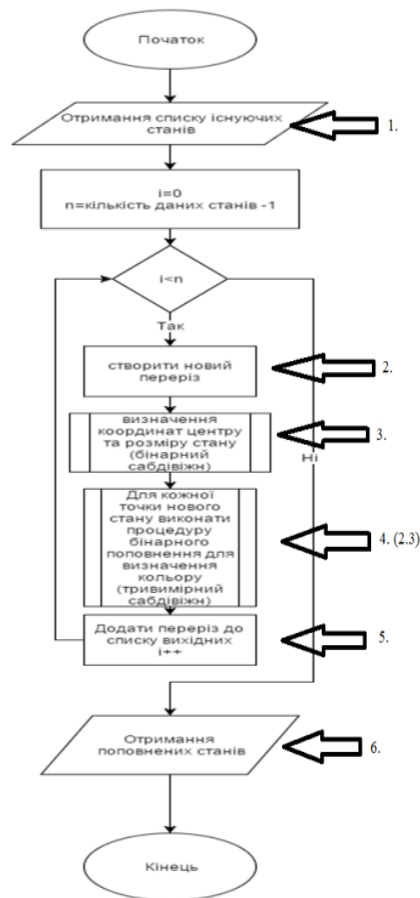 Початок
Отримання списку існуючих
станів
1.
i=0
n=кількість даних станів -1
i<n
Так
створити новий
переріз
2.
визначення
координат центру
та розміру стану
(бінарний
сабдівіжн)
3.
Ні
Для кожної
точки нового
стану виконати
процедуру
бінарного
поповнення для
визначення
кольору
(тривимірний
сабдівіжн)
4. (2.3)
Додати переріз до
списку вихідних
i++
5.
Отримання
поповнених станів
6.
Кінець